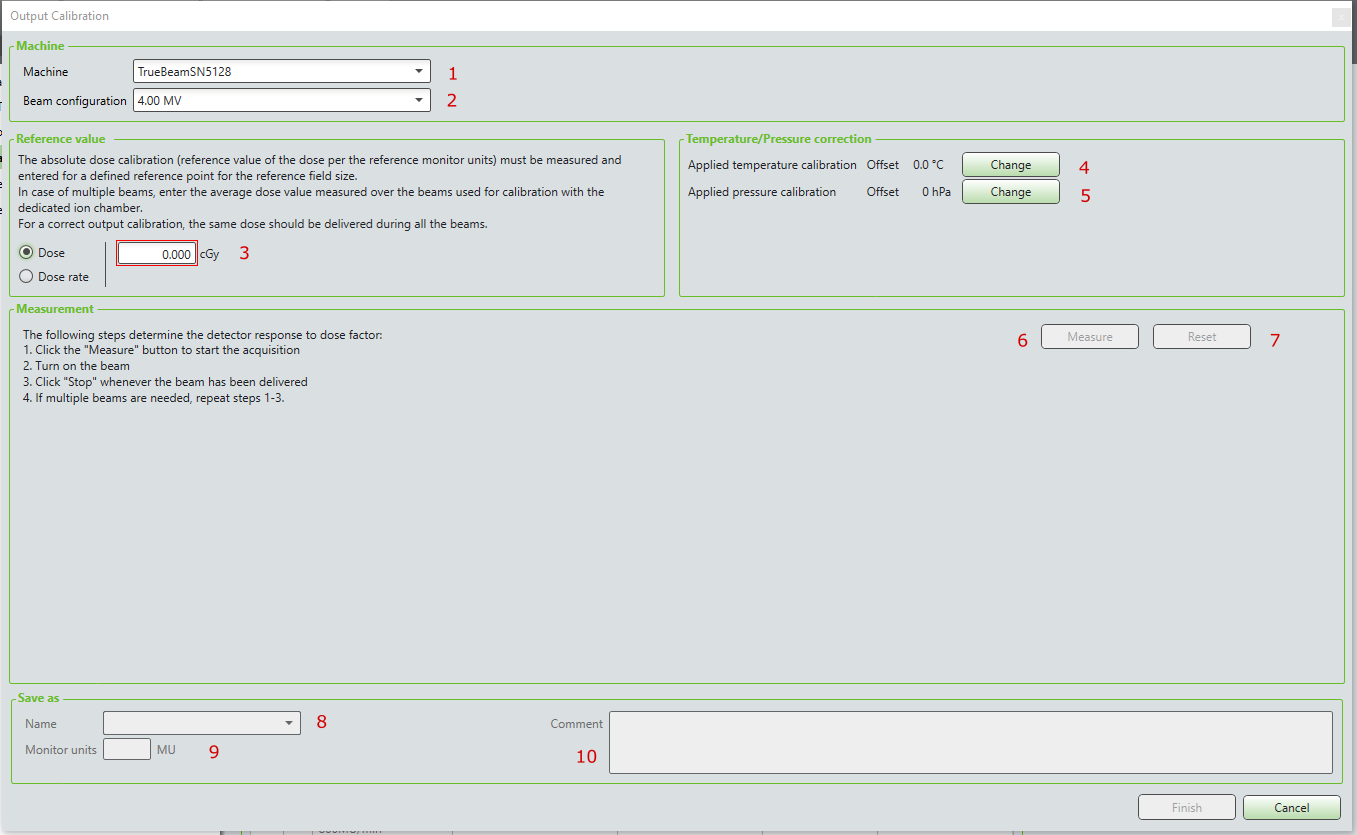 Output Calibration
x
Machine
Machine TrueBeamSN5128 1
Beam configuration 4.00 MV 2
Reference value
The absolute dose calibration (reference value of the dose per the reference monitor units) must be measured and
entered for a defined reference point for the reference field size.
In case of multiple beams, enter the average dose value measured over the beams used for calibration with the
dedicated ion chamber.
For a correct output calibration, the same dose should be delivered during all the beams.
Dose 0.000 cGy 3
Dose rate
Temperature/Pressure correction
Applied temperature calibration Offset 0.0 °C Change 4
Applied pressure calibration Offset 0 hPa Change 5
Measurement
The following steps determine the detector response to dose factor:
1. Click the "Measure" button to start the acquisition
2. Turn on the beam
3. Click "Stop" whenever the beam has been delivered
4. If multiple beams are needed, repeat steps 1-3.
6 Measure Reset 7
Save as
Name 8
Monitor units MU 9
Comment
10
Finish Cancel